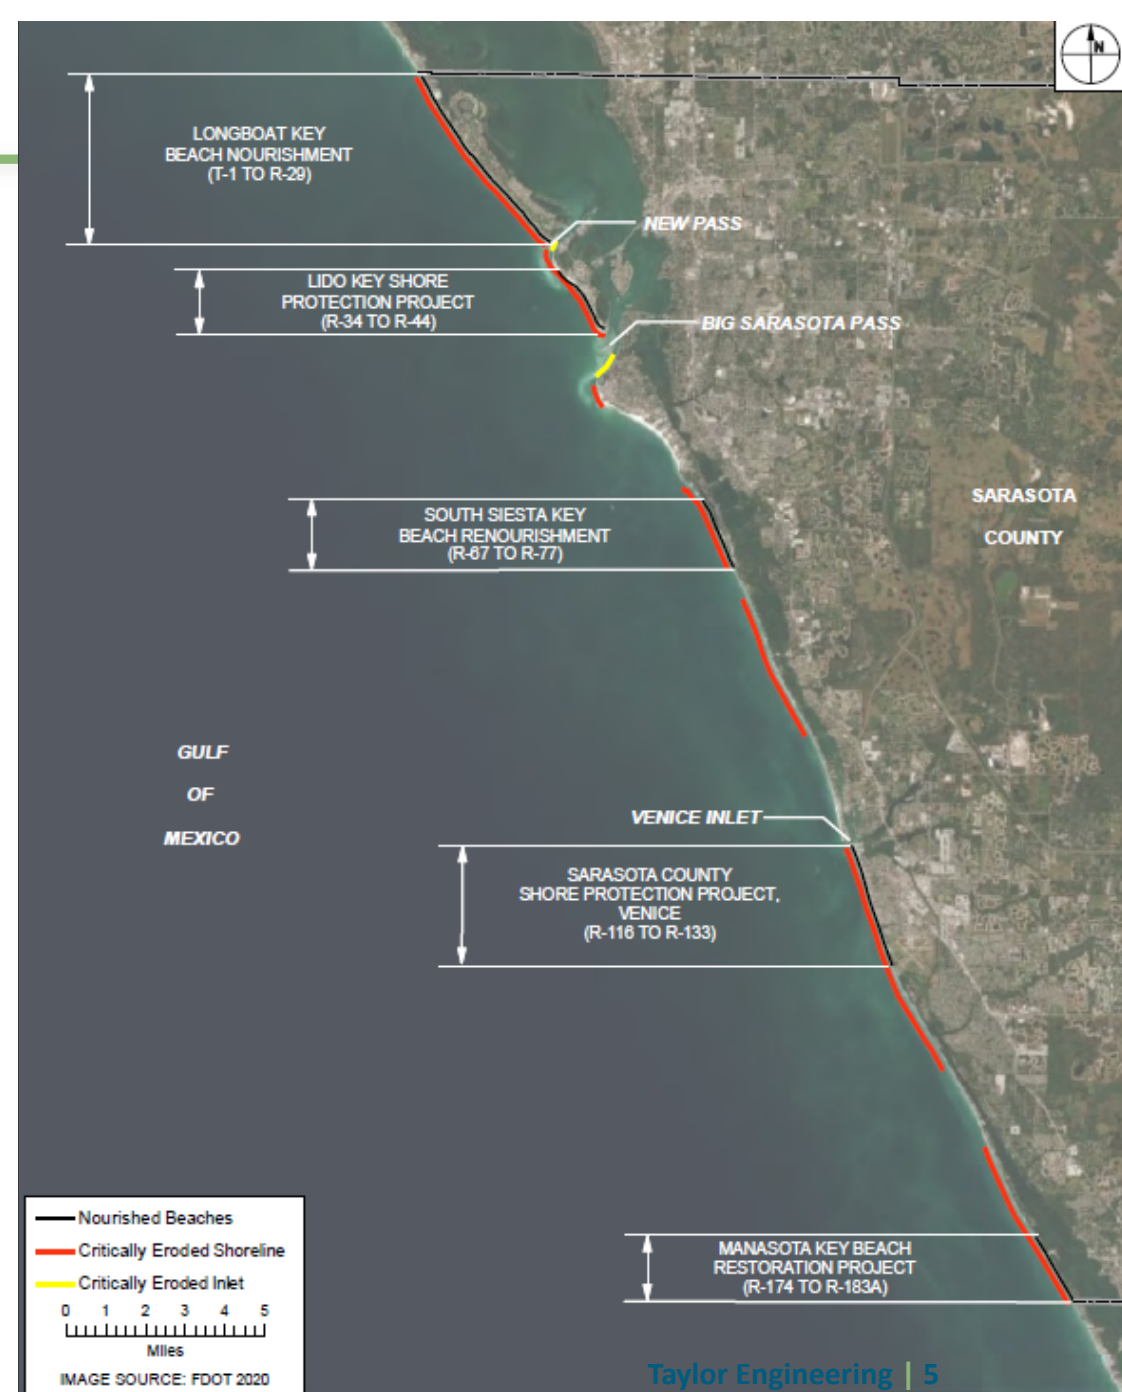 N
LONGBOAT KEY
BEACH NOURISHMENT
(T-1 TO R-29)
NEW PASS
LIDO KEY SHORE
PROTECTION PROJECT
(R-34 TO R-44)
BIG SARASOTA PASS
SOUTH SIESTA KEY
BEACH RENOURISHMENT
(R-67 TO R-77)
SARASOTA
COUNTY
GULF
OF
MEXICO
VENICE INLET
SARASOTA COUNTY
SHORE PROTECTION PROJECT,
VENICE
(R-116 TO R-133)
MANASOTA KEY BEACH
RESTORATION PROJECT
(R-174 TO R-183A)
Nourished Beaches
Critically Eroded Shoreline
Critically Eroded Inlet
0 1 2 3 4 5
Miles
IMAGE SOURCE: FDOT 2020
Taylor Engineering | 5